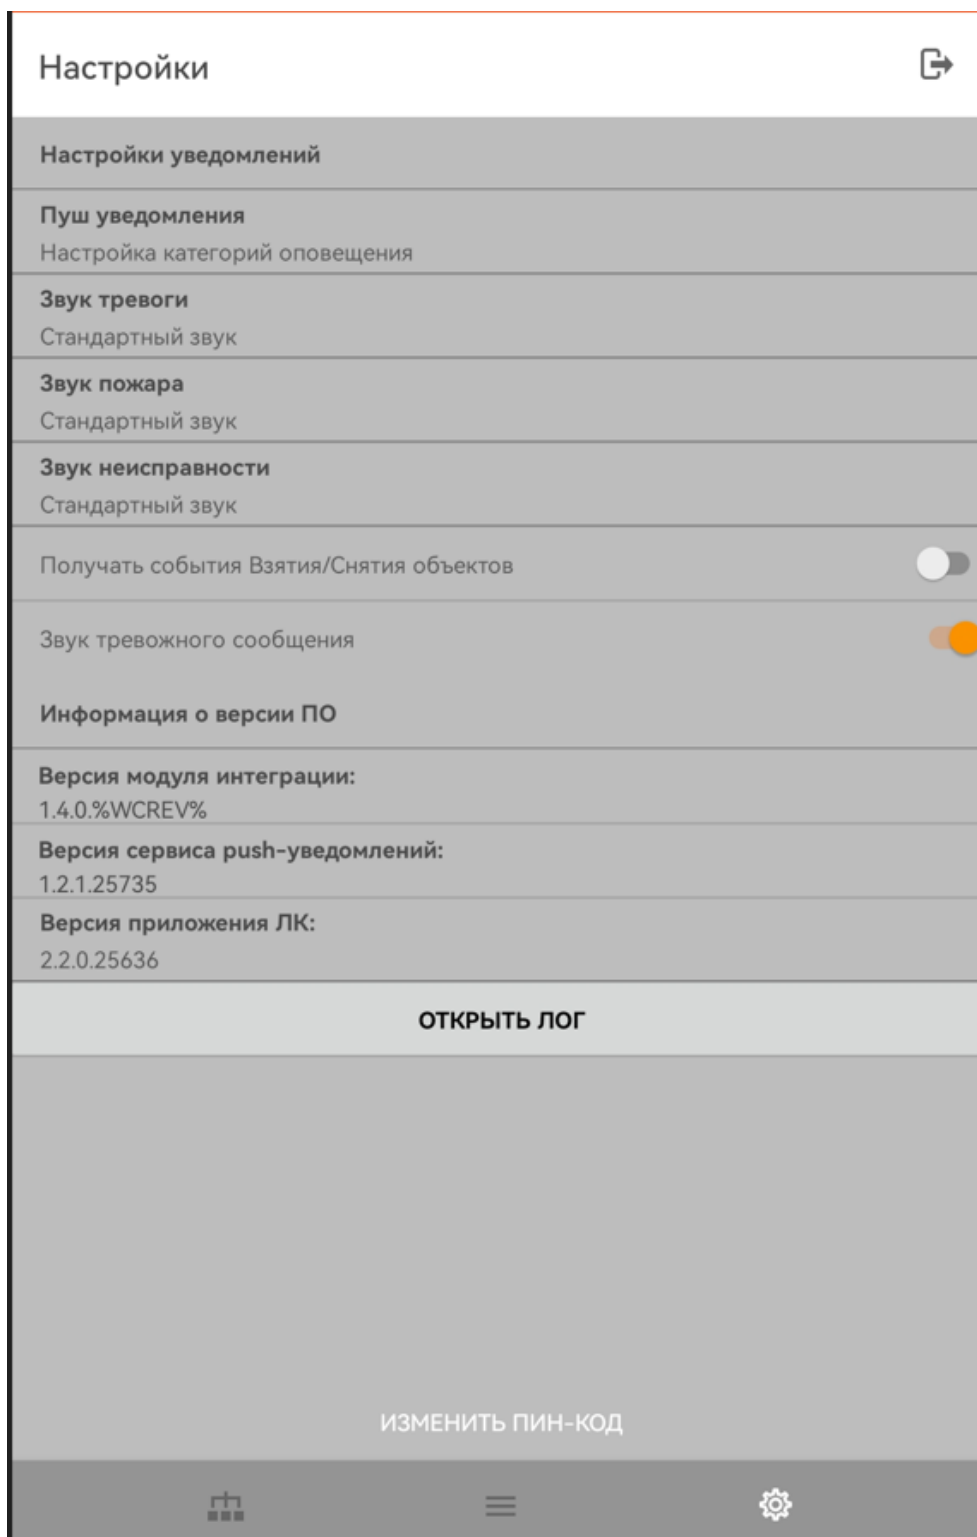 Настройки
Настройки уведомлений
Пуш уведомления
Настройка категорий оповещения
Звук тревоги
Стандартный звук
Звук пожара
Стандартный звук
Звук неисправности
Стандартный звук
Получать события Взятия/Снятия объектов
Звук тревожного сообщения
Информация о версии ПО
Версия модуля интеграции:
1.4.0.%WCREV%
Версия сервиса push-уведомлений:
1.2.1.25735
Версия приложения ЛК:
2.2.0.25636
ОТКРЫТЬ ЛОГ
ИЗМЕНИТЬ ПИН-КОД